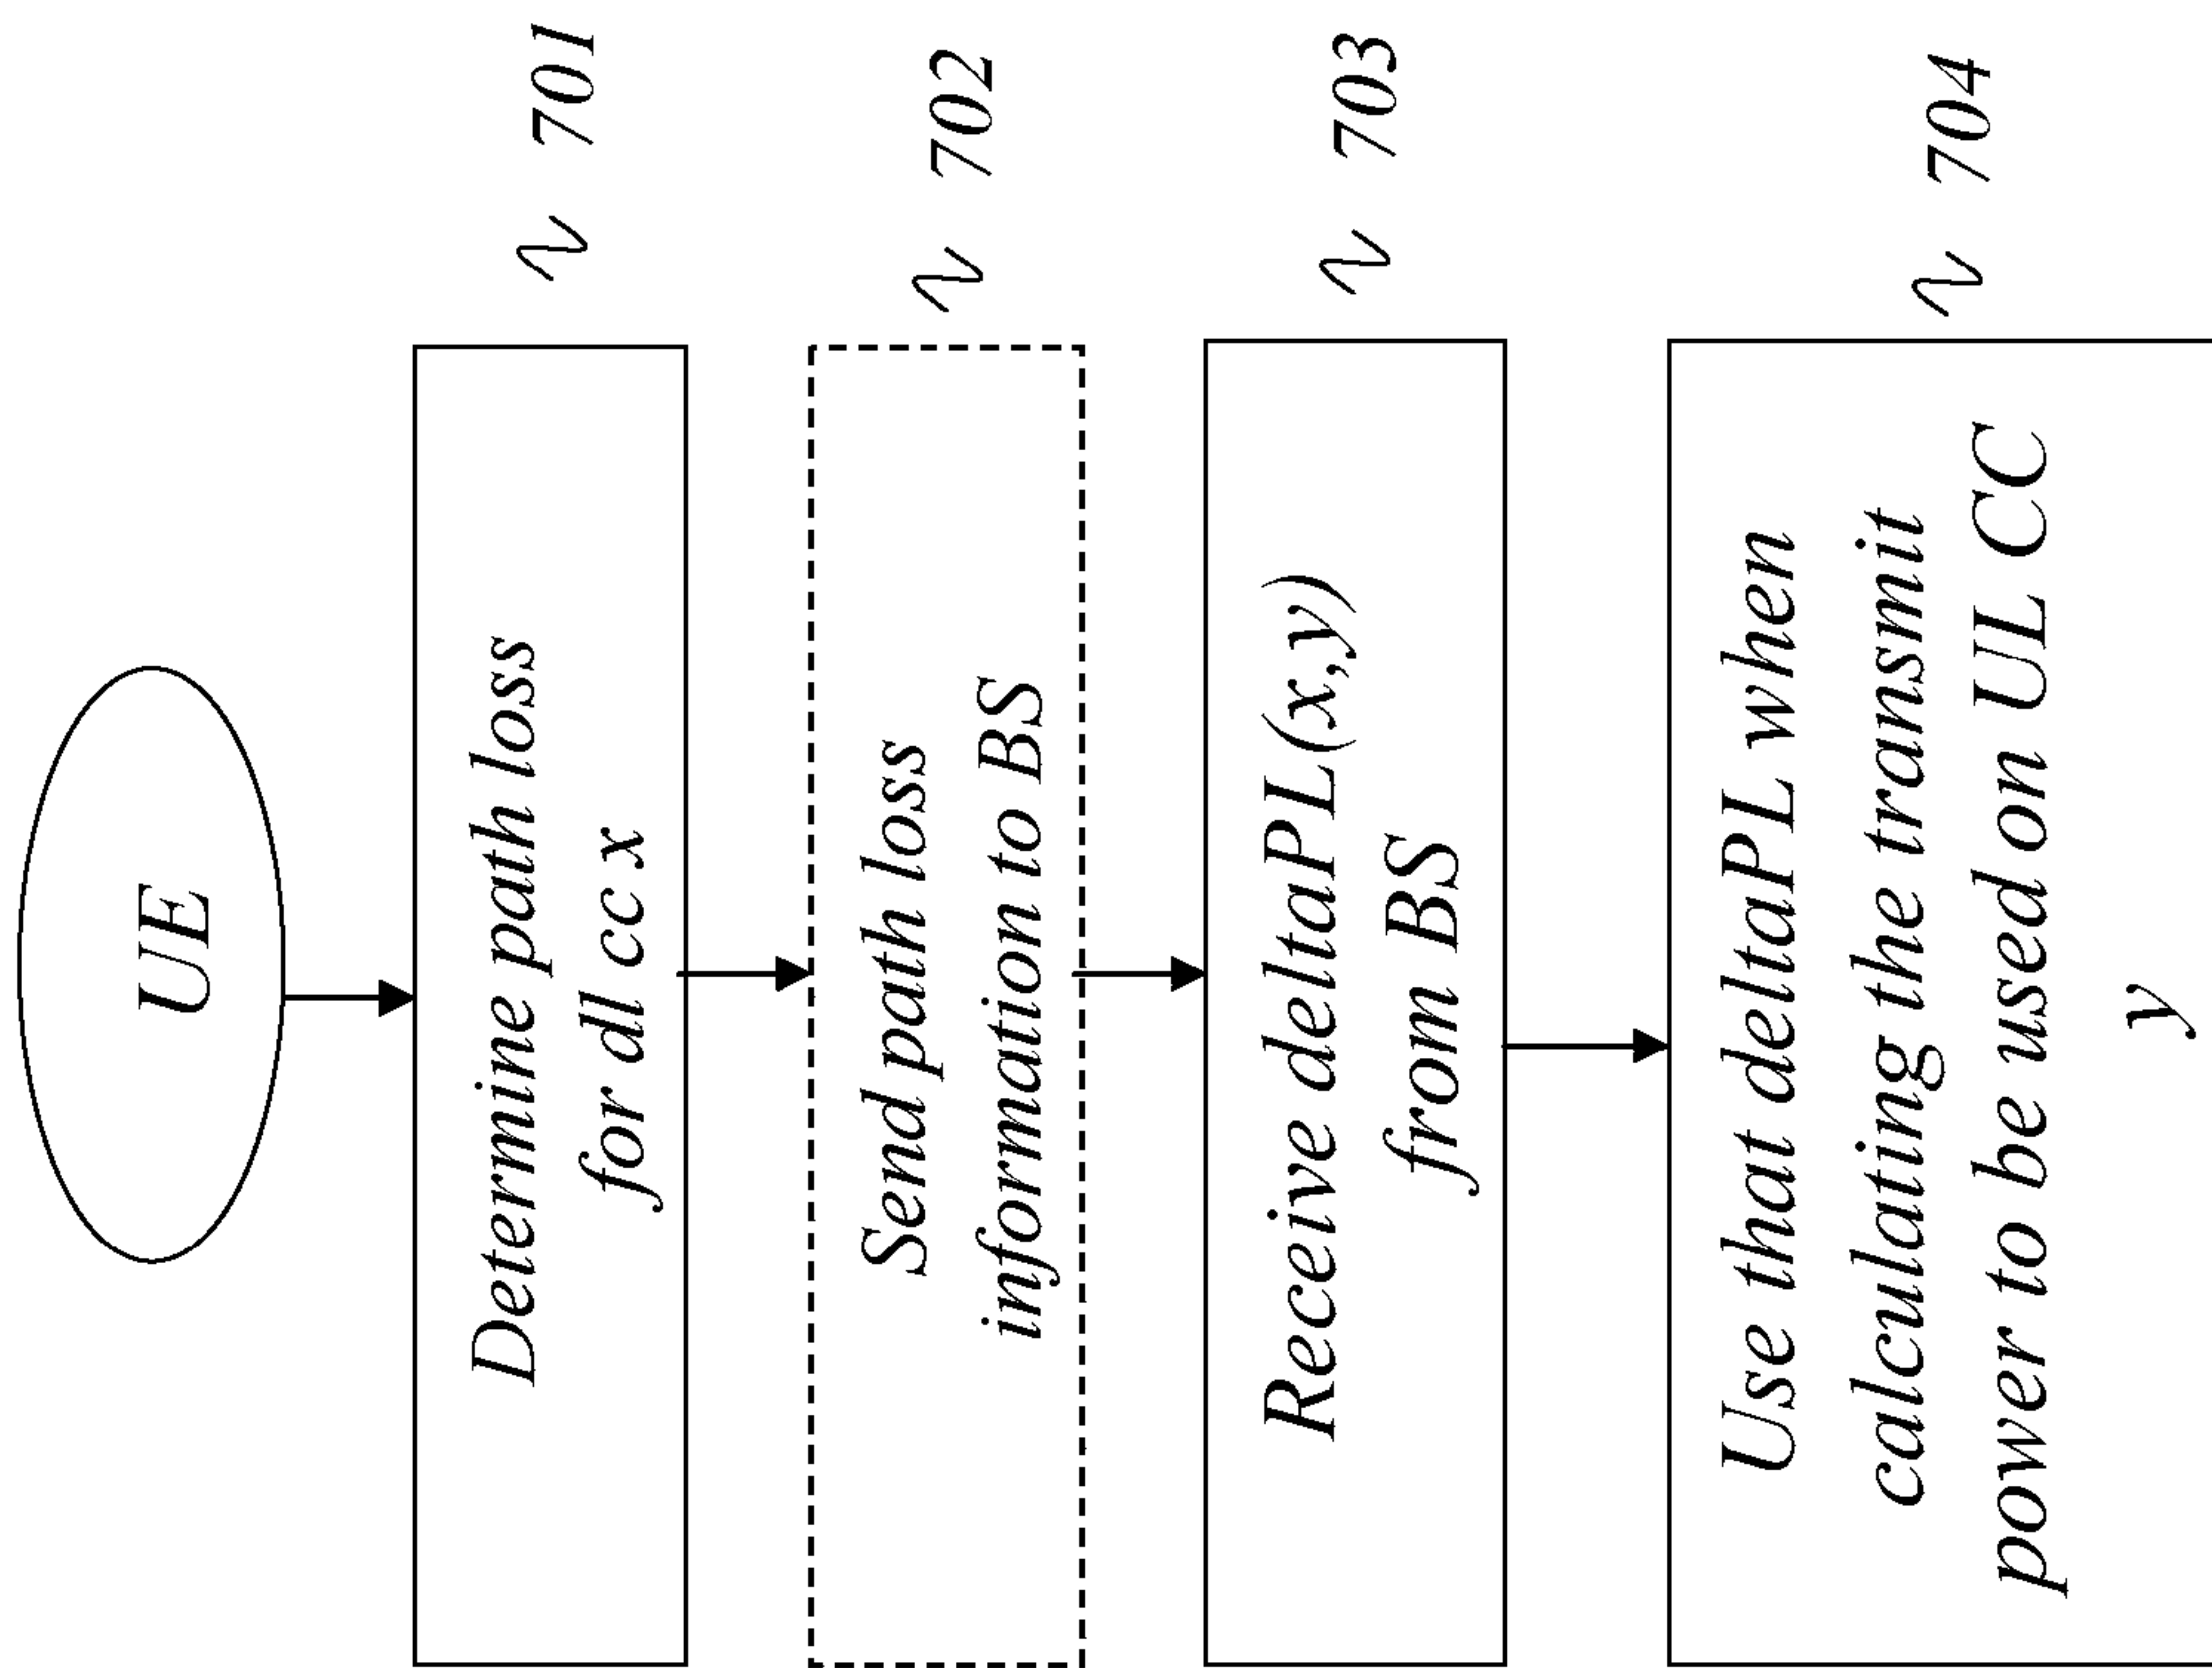 UE
Determine path loss
for dl cc x
701
Send path loss
information to BS
702
Receive deltaPL(x,y)
from BS
703
Use that deltaPL when
calculating the transmit
power to be used on UL CC
y
704